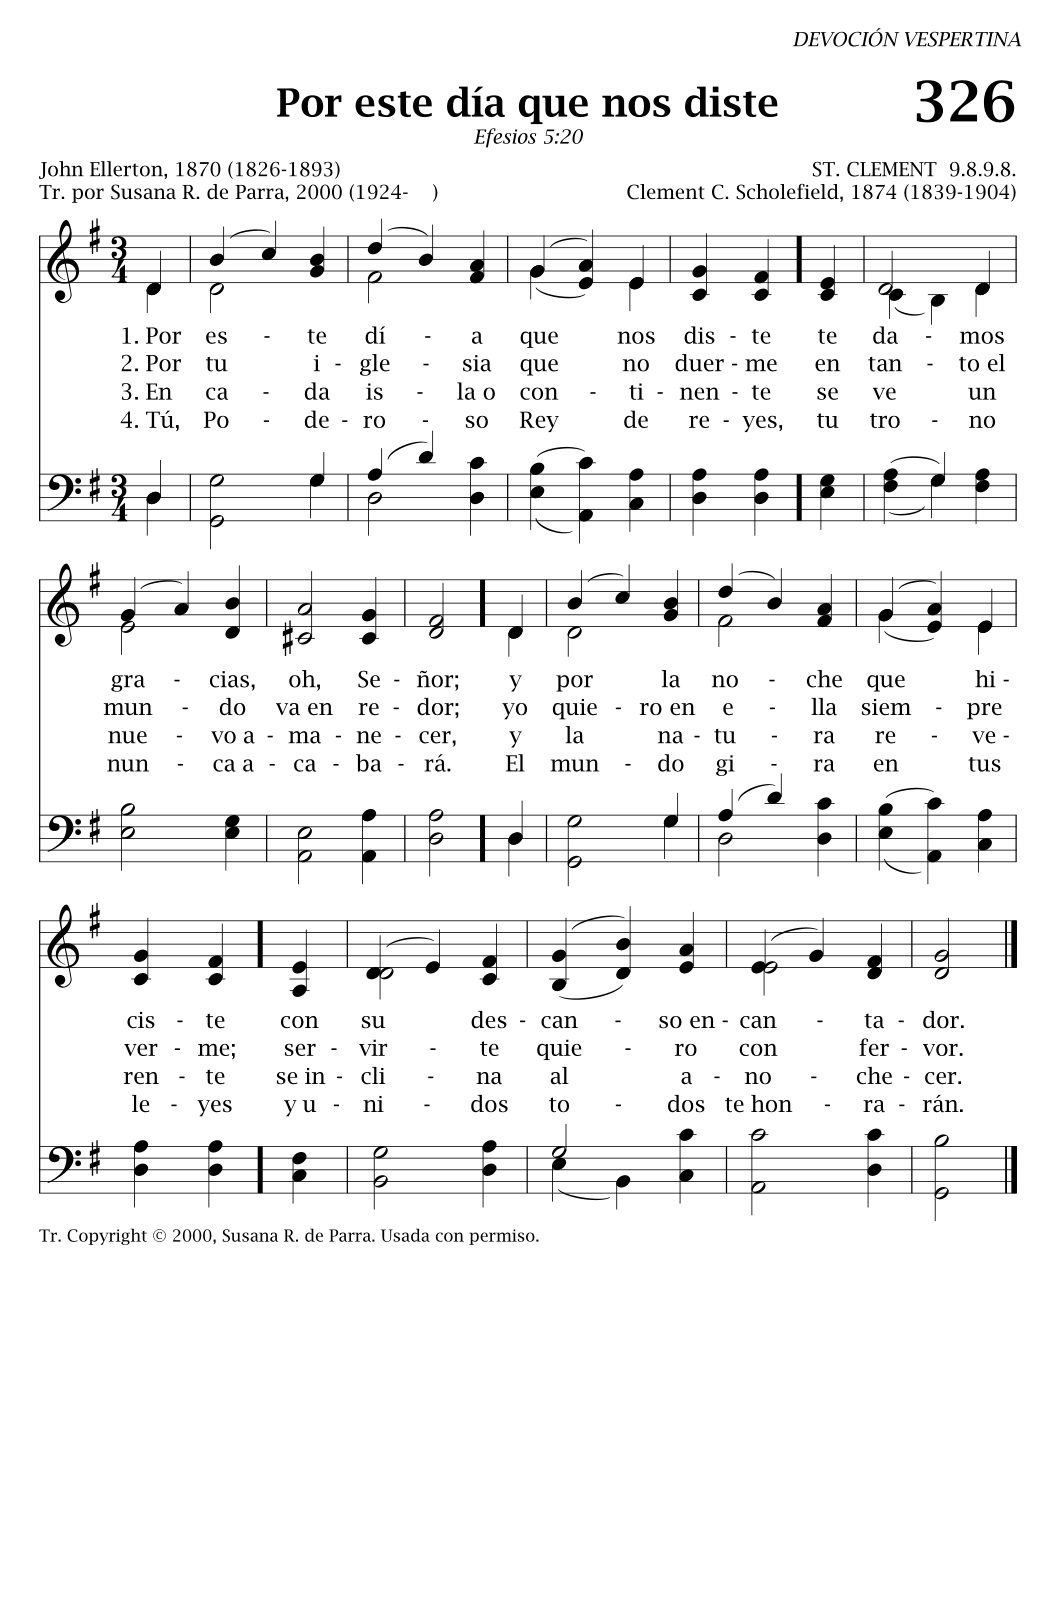 DEVOCIÓN VESPERTINA
Por este día que nos diste 326
Efesios 5:20
John Ellerton, 1870 (1826-1893) ST. CLEMENT 9.8.9.8.
Tr. por Susana R. de Parra, 2000 (1924- ) Clement C. Scholefield, 1874 (1839-1904)
1. Por es - te dí - a que nos dis - te te da - mos
2. Por tu i - gle - sia que no duer - me en tan - to el
3. En ca - da is - la o con - ti - nen - te se ve un
4. Tú, Po - de - ro - so Rey de re - yes, tu tro - no
gra - cias, oh, Se - ñor; y por la no - che que hi -
mun - do va en re - dor; yo quie - ro en e - lla siem - pre
nue - vo a - ma - ne - cer, y la na - tu - ra re - ve -
nun - ca a - ca - ba - rá. El mun - do gi - ra en tus
cis - te con su des - can - so en - can - ta - dor.
ver - me; ser - vir - te quie - ro con fer - vor.
ren - te se in - cli - na al a - no - che - cer.
le - yes y u - ni - dos to - dos te hon - ra - rán.
Tr. Copyright © 2000, Susana R. de Parra. Usada con permiso.